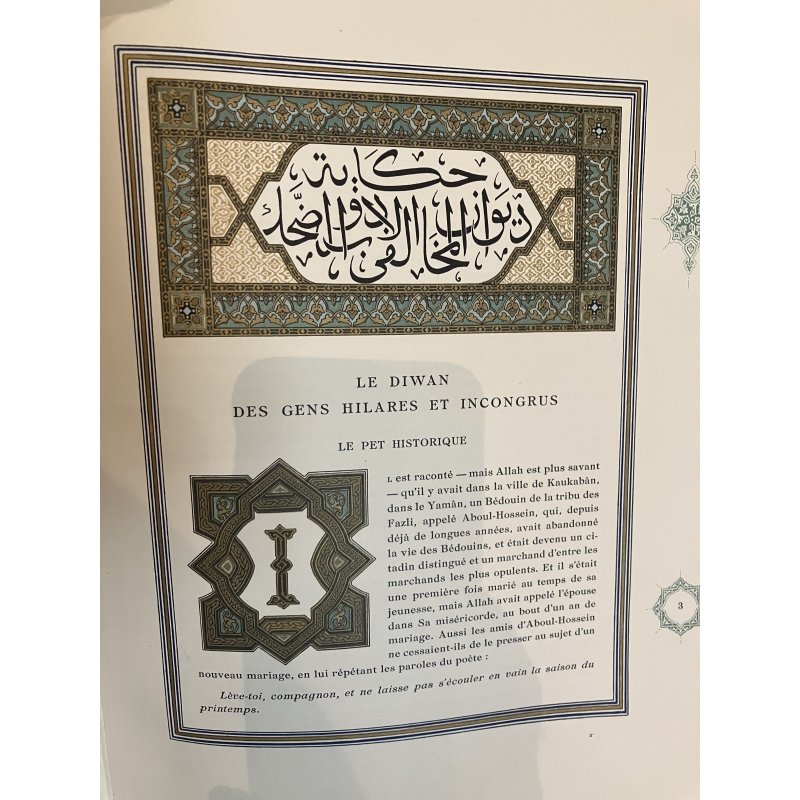 حكاية
ديوان المخالفين الاذواق الضحك
LE DIWAN
DES GENS HILARES ET INCONGRUS
LE PET HISTORIQUE
IL est raconté — mais Allah est plus savant
— qu'il y avait dans la ville de Kaukabân,
dans le Yamân, un Bédouin de la tribu des
Fazli, appelé Aboul-Hossein, qui, depuis
déjà de longues années, avait abandonné
la vie des Bédouins, et était devenu un ci-
tadin distingué et un marchand d'entre les
marchands les plus opulents. Et il s'était
une première fois marié au temps de sa
jeunesse, mais Allah avait appelé l'épouse
dans Sa miséricorde, au bout d'un an de
mariage. Aussi les amis d'Aboul-Hossein
ne cessaient-ils de le presser au sujet d'un
nouveau mariage, en lui répétant les paroles du poète :
Lève-toi, compagnon, et ne laisse pas s'écouler en vain la saison du
printemps.
3